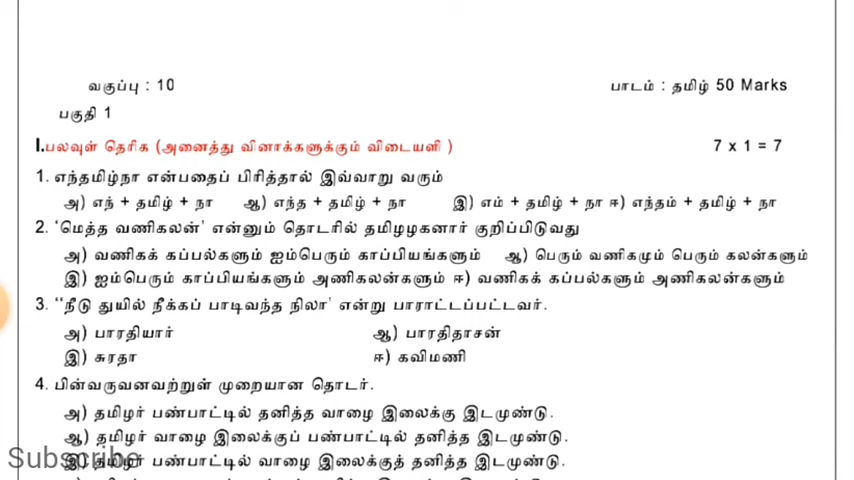 வகுப்பு : 10 பாடம் : தமிழ் 50 Marks
பகுதி 1
I.பலவுள் தெரிக (அனைத்து வினாக்களுக்கும் விடையளி ) 7 x 1 = 7
1. எந்தமிழ்நா என்பதைப் பிரித்தால் இவ்வாறு வரும்
அ) எந் + தமிழ் + நா ஆ) எந்த + தமிழ் + நா இ) எம் + தமிழ் + நா ஈ) எந்தம் + தமிழ் + நா
2. ‘மெத்த வணிகலன்’ என்னும் தொடரில் தமிழழகனார் குறிப்பிடுவது
அ) வணிகக் கப்பல்களும் ஐம்பெரும் காப்பியங்களும் ஆ) பெரும் வணிகமும் பெரும் கலன்களும்
இ) ஐம்பெரும் காப்பியங்களும் அணிகலன்களும் ஈ) வணிகக் கப்பல்களும் அணிகலன்களும்
3. ‘‘நீடு துயில் நீக்கப் பாடிவந்த நிலா’ என்று பாராட்டப்பட்டவர்.
அ) பாரதியார் ஆ) பாரதிதாசன்
இ) சுரதா ஈ) கவிமணி
4. பின்வருவனவற்றுள் முறையான தொடர்.
அ) தமிழர் பண்பாட்டில் தனித்த வாழை இலைக்கு இடமுண்டு.
ஆ) தமிழர் வாழை இலைக்குப் பண்பாட்டில் தனித்த இடமுண்டு.
இ) தமிழர் பண்பாட்டில் வாழை இலைக்குத் தனித்த இடமுண்டு.
Subscribe